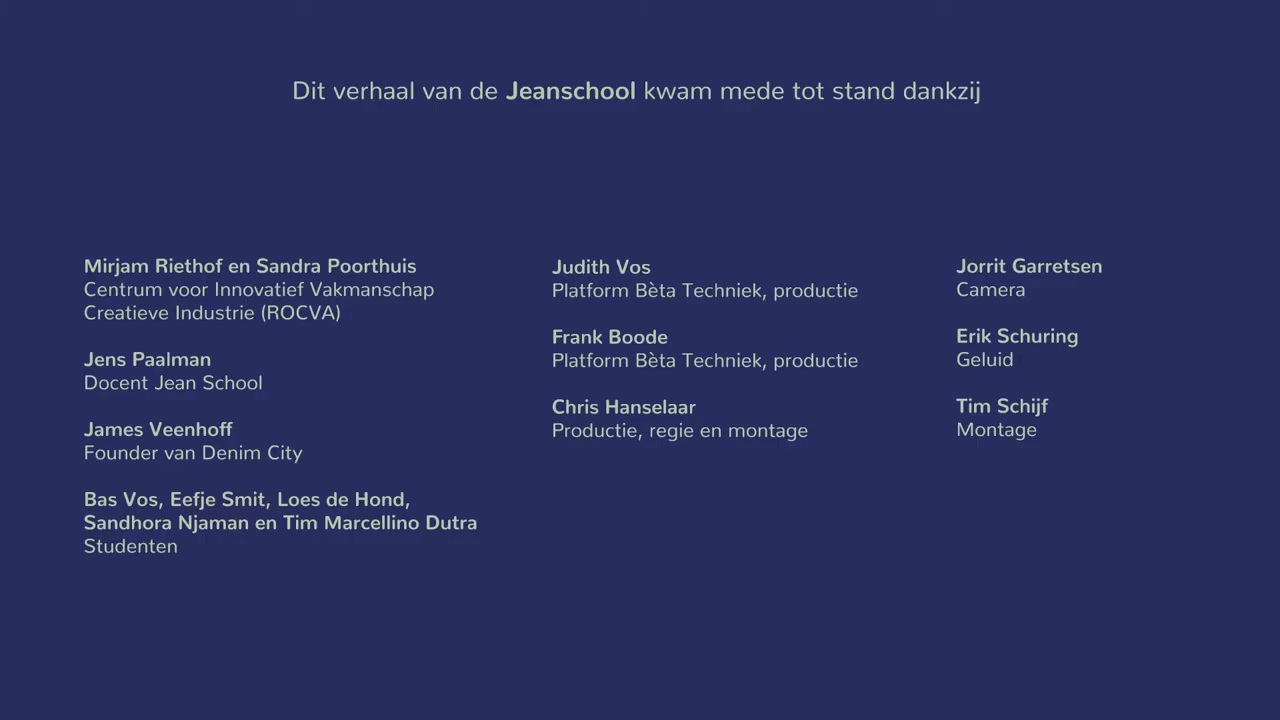 Dit verhaal van de Jeanschool kwam mede tot stand dankzij
Mirjam Riethof en Sandra Poorthuis
Centrum voor Innovatief Vakmanschap
Creatieve Industrie (ROCVA)
Jens Paalman
Docent Jean School
James Veenhoff
Founder van Denim City
Bas Vos, Eefje Smit, Loes de Hond,
Sandhora Njaman en Tim Marcellino Dutra
Studenten
Judith Vos
Platform Bèta Techniek, productie
Frank Boode
Platform Bèta Techniek, productie
Chris Hanselaar
Productie, regie en montage
Jorrit Garretsen
Camera
Erik Schuring
Geluid
Tim Schijf
Montage